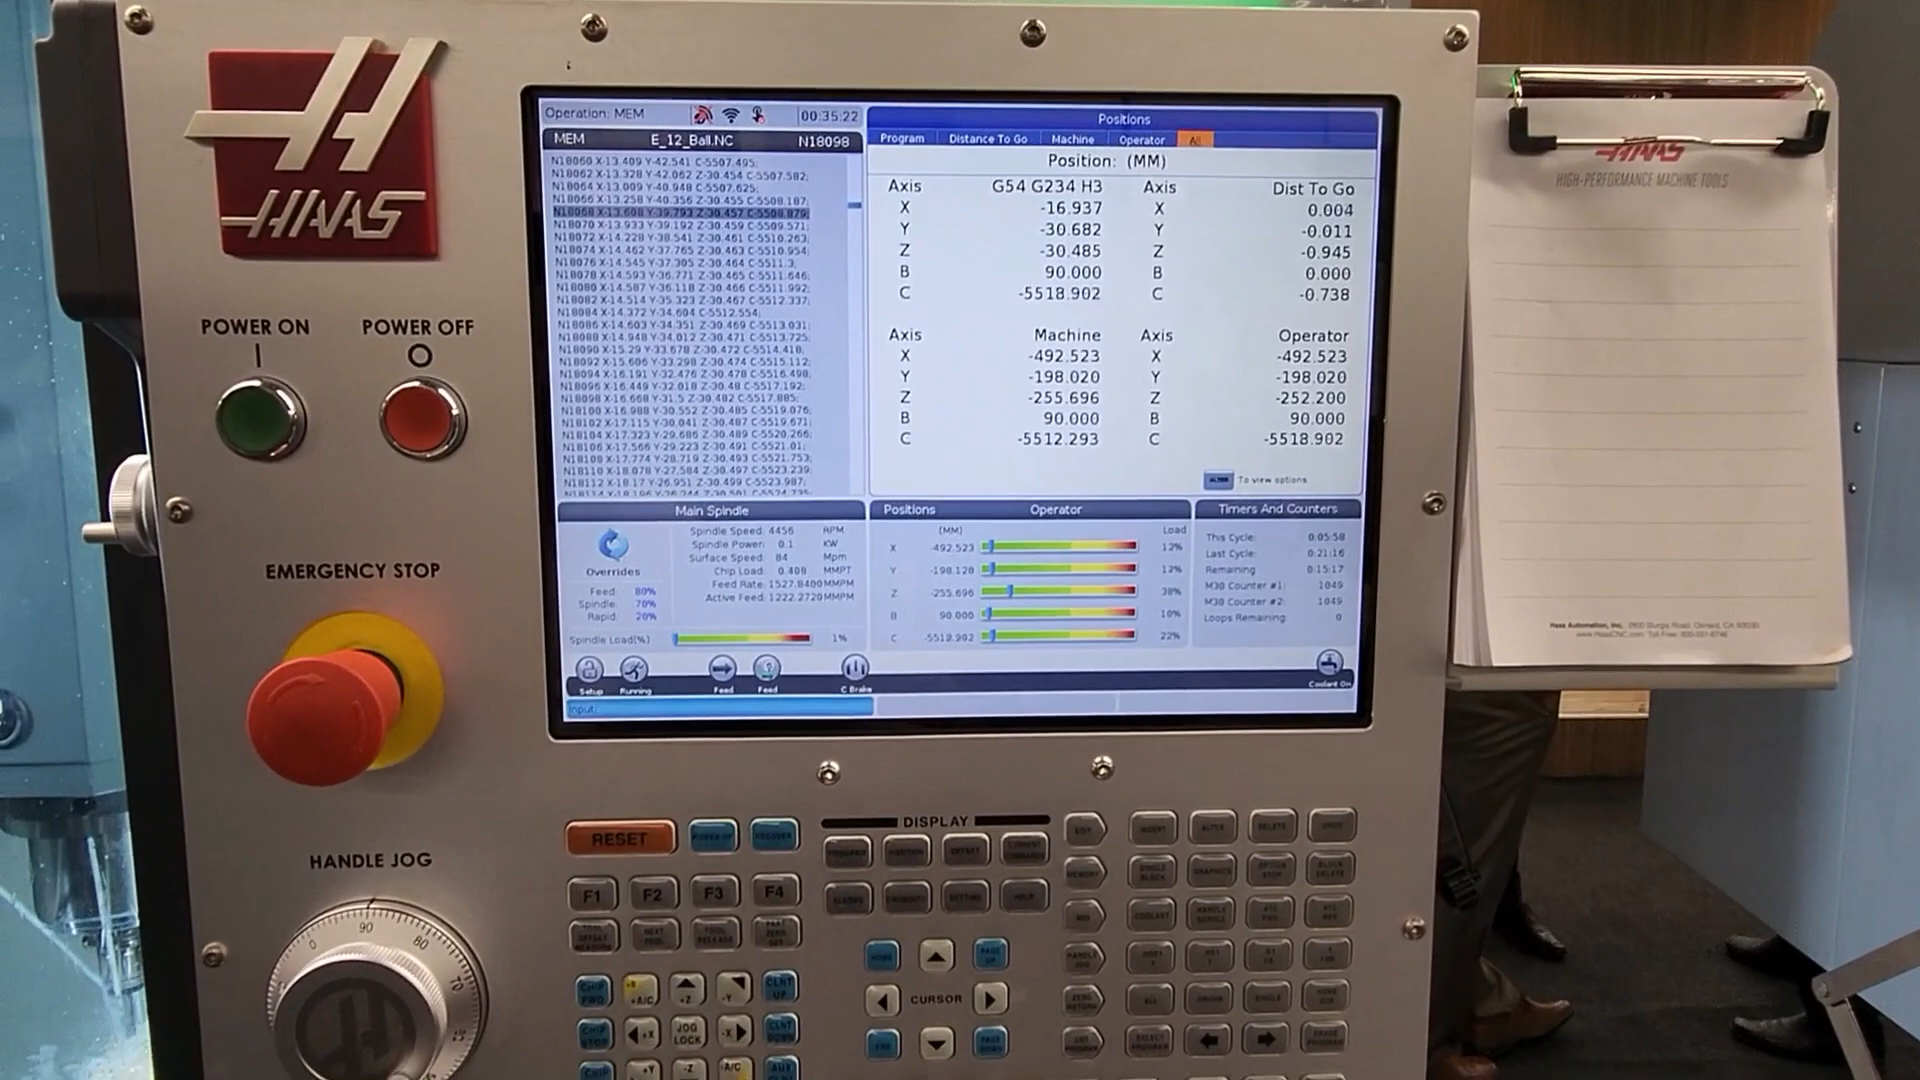 HAAS
POWER ON
POWER OFF
EMERGENCY STOP
HANDLE JOG
0
90
80
70
Operation: MEM
00:35:22
MEM E_12_Ball.NC N18098
N18060 X-13.409 Y-42.541 C-5507.495;
N18062 X-13.328 Y-42.062 Z-30.454 C-5507.582;
N18064 X-13.009 Y-40.948 C-5507.625;
N18066 X-13.258 Y-40.356 Z-30.455 C-5508.187;
N18068 X-13.608 Y-39.793 Z-30.457 C-5508.879;
N18070 X-13.933 Y-39.192 Z-30.459 C-5509.571;
N18072 X-14.228 Y-38.541 Z-30.461 C-5510.263;
N18074 X-14.462 Y-37.765 Z-30.463 C-5510.954;
N18076 X-14.545 Y-37.305 Z-30.464 C-5511.3;
N18078 X-14.593 Y-36.771 Z-30.465 C-5511.646;
N18080 X-14.587 Y-36.118 Z-30.466 C-5511.992;
N18082 X-14.514 Y-35.323 Z-30.467 C-5512.337;
N18084 X-14.372 Y-34.604 C-5512.554;
N18086 X-14.603 Y-34.351 Z-30.469 C-5513.031;
N18088 X-14.948 Y-34.012 Z-30.471 C-5513.725;
N18090 X-15.29 Y-33.678 Z-30.472 C-5514.418;
N18092 X-15.606 Y-33.298 Z-30.474 C-5515.112;
N18094 X-16.191 Y-32.476 Z-30.478 C-5516.498;
N18096 X-16.449 Y-32.018 Z-30.48 C-5517.192;
N18098 X-16.668 Y-31.5 Z-30.482 C-5517.885;
N18100 X-16.988 Y-30.552 Z-30.485 C-5519.076;
N18102 X-17.115 Y-30.041 Z-30.487 C-5519.671;
N18104 X-17.323 Y-29.686 Z-30.489 C-5520.266;
N18106 X-17.566 Y-29.223 Z-30.491 C-5521.01;
N18108 X-17.774 Y-28.719 Z-30.493 C-5521.753;
N18110 X-18.078 Y-27.584 Z-30.497 C-5523.239;
N18112 X-18.17 Y-26.951 Z-30.499 C-5523.987;
N18114 X-18.196 Y-26.244 Z-30.501 C-5524.735;
Positions
Program Distance To Go Machine Operator All
Position: (MM)
Axis G54 G234 H3 Axis Dist To Go
X -16.937 X 0.004
Y -30.682 Y -0.011
Z -30.485 Z -0.945
B 90.000 B 0.000
C -5518.902 C -0.738
Axis Machine Axis Operator
X -492.523 X -492.523
Y -198.020 Y -198.020
Z -255.696 Z -252.200
B 90.000 B 90.000
C -5512.293 C -5518.902
ALTER To view options
Main Spindle
Overrides
Feed: 80%
Spindle: 70%
Rapid: 20%
Spindle Speed: 4456 RPM
Spindle Power: 0.1 KW
Surface Speed: 84 Mpm
Chip Load: 0.408 MMPT
Feed Rate: 1527.8400 MMPM
Active Feed: 1222.2720 MMPM
Spindle Load(%) 1%
Positions Operator
(MM) Load
X -492.523 12%
Y -198.128 12%
Z -255.696 38%
B 90.000 10%
C -5518.902 22%
Timers And Counters
This Cycle: 0:05:58
Last Cycle: 0:21:16
Remaining 0:15:17
M30 Counter #1: 1049
M30 Counter #2: 1049
Loops Remaining: 0
Setup Running Feed Feed C Brake Coolant On
Input:
RESET POWER UP RECOVER
F1 F2 F3 F4
TOOL OFFSET MEASURE NEXT TOOL TOOL RELEASE PART ZERO SET
CHIP FWD +B +A/C +Z -Y CLNT UP
CHIP STOP +X JOG LOCK -X CLNT DOWN
CHIP +Y -Z -A/C AUX CLNT
DISPLAY
PROGRAM POSITION OFFSET CURRENT COMMANDS
ALARMS DIAGNOSTIC SETTING HELP
HOME PAGE UP
CURSOR
END PAGE DOWN
EDIT INSERT ALTER DELETE UNDO
MEMORY SINGLE BLOCK GRAPHICS OPTION STOP BLOCK DELETE
MDI COOLANT HANDLE SCROLL ATC FWD ATC REV
HANDLE JOG
ZERO RETURN ALL ORIGIN SINGLE HOME G28
LIST PROGRAM SELECT PROGRAM ERASE PROGRAM
HAAS
HIGH-PERFORMANCE MACHINE TOOLS
Haas Automation, Inc. 2800 Sturgis Road, Oxnard, CA 93030
www.HaasCNC.com Toll Free: 800-331-6746